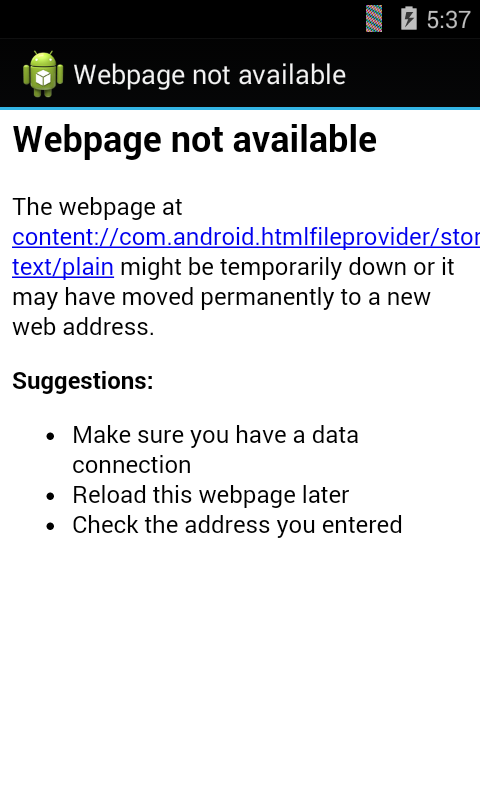 5:37
Webpage not available
Webpage not available
The webpage at
content://com.android.htmlfileprovider/stor
text/plain might be temporarily down or it
may have moved permanently to a new
web address.
Suggestions:
• Make sure you have a data
connection
• Reload this webpage later
• Check the address you entered